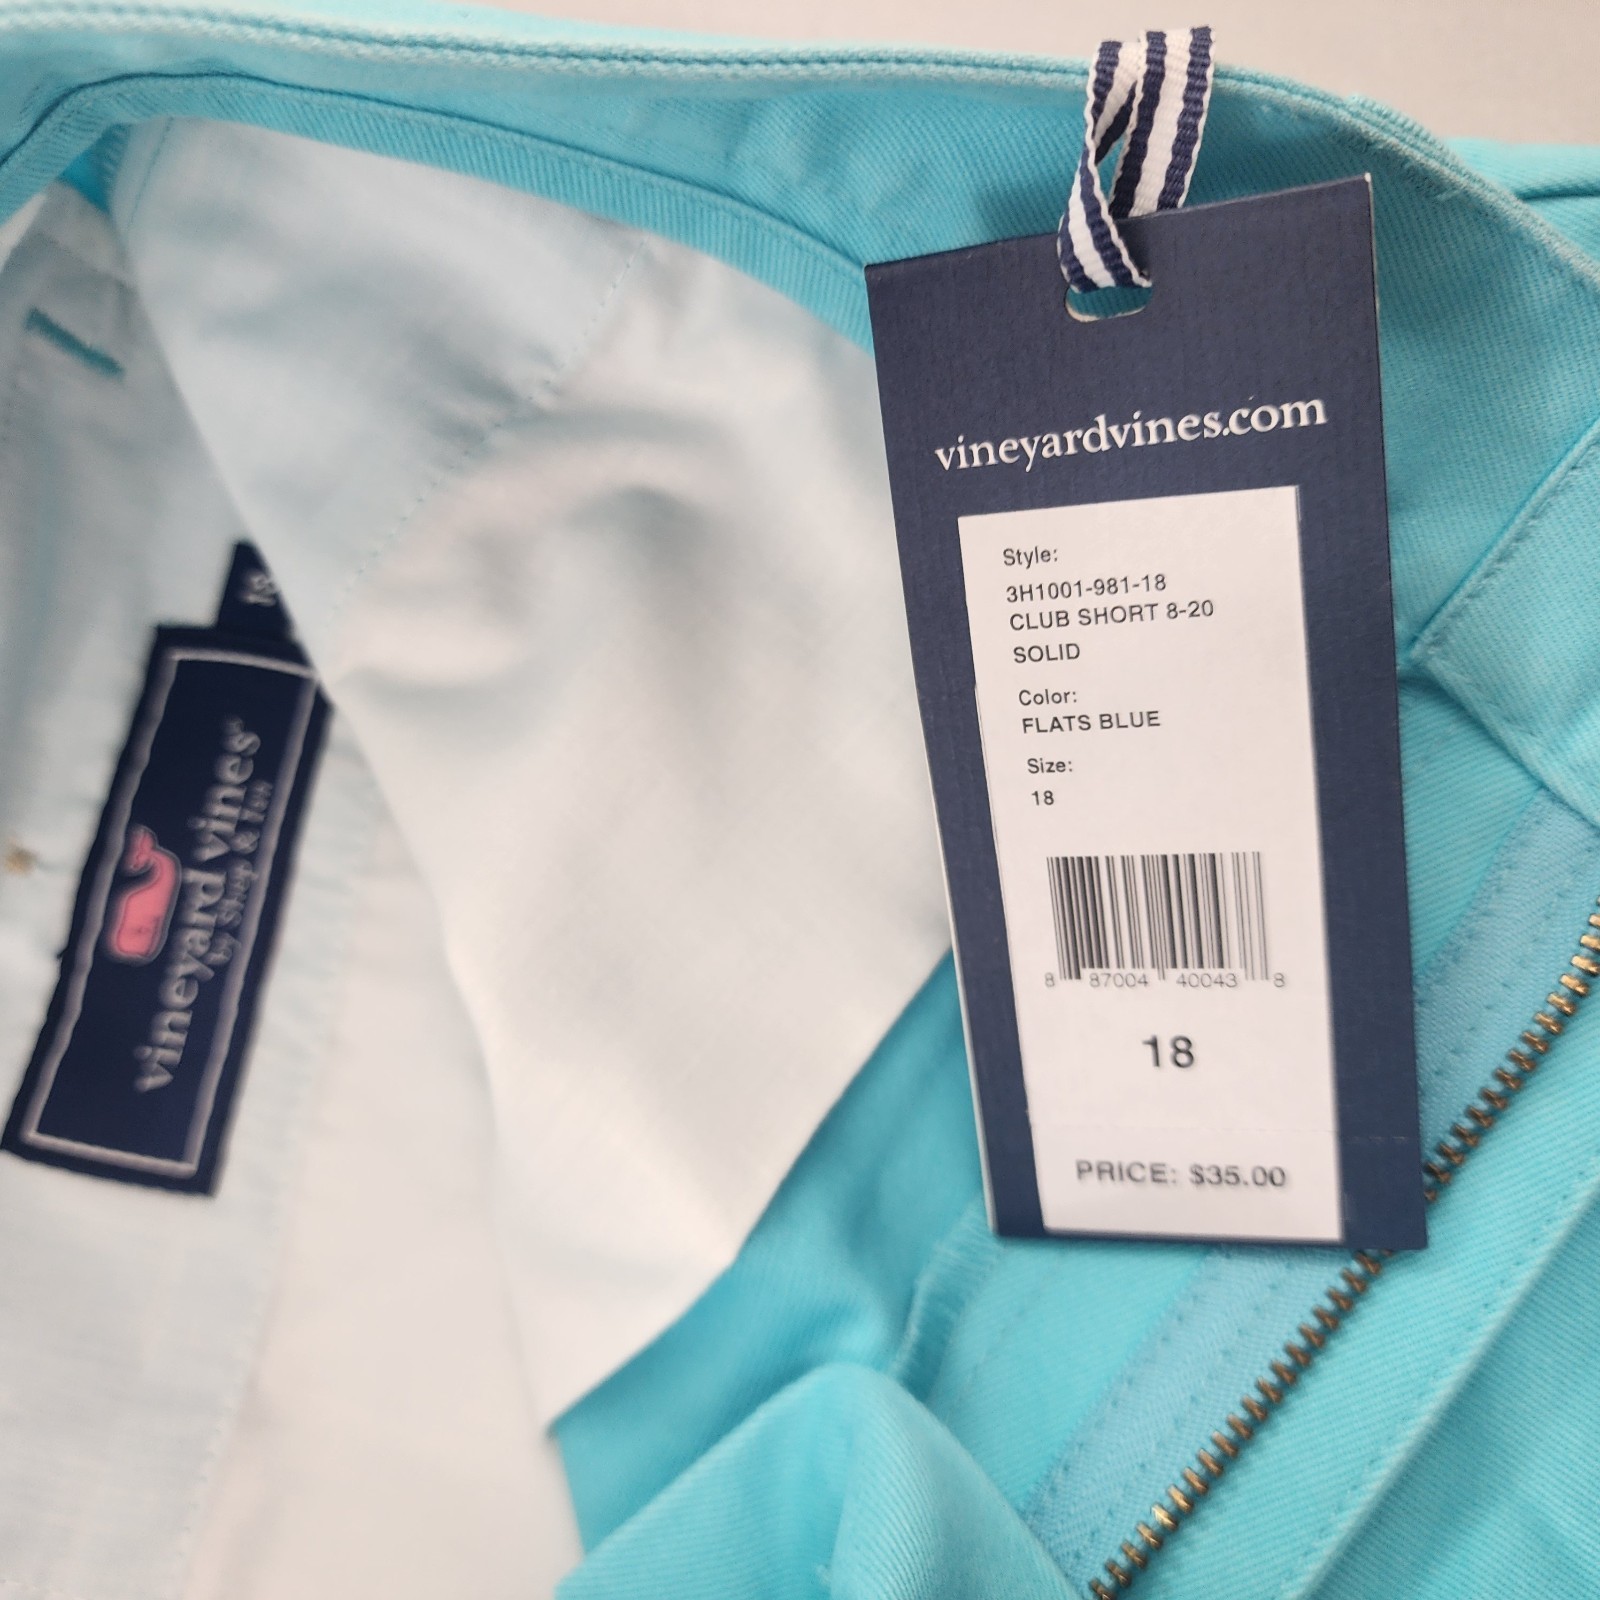 vineyardvines.com
Style:
3H1001-981-18
CLUB SHORT 8-20
SOLID
Color:
FLATS BLUE
Size:
18
8 87004 40043 8
18
PRICE: $35.00
vineyard vines®
by Shep & Ian